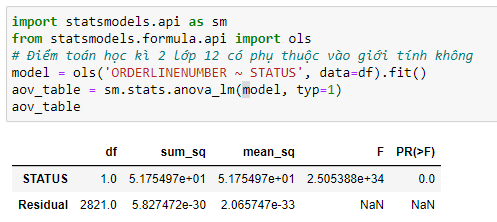 import statsmodels.api as sm
from statsmodels.formula.api import ols
# Điểm toán học kì 2 lớp 12 có phụ thuộc vào giới tính không
model = ols('ORDERLINENUMBER ~ STATUS', data=df).fit()
aov_table = sm.stats.anova_lm(model, typ=1)
aov_table
df sum_sq mean_sq F PR(>F)
STATUS 1.0 5.175497e+01 5.175497e+01 2.505388e+34 0.0
Residual 2821.0 5.827472e-30 2.065747e-33 NaN NaN